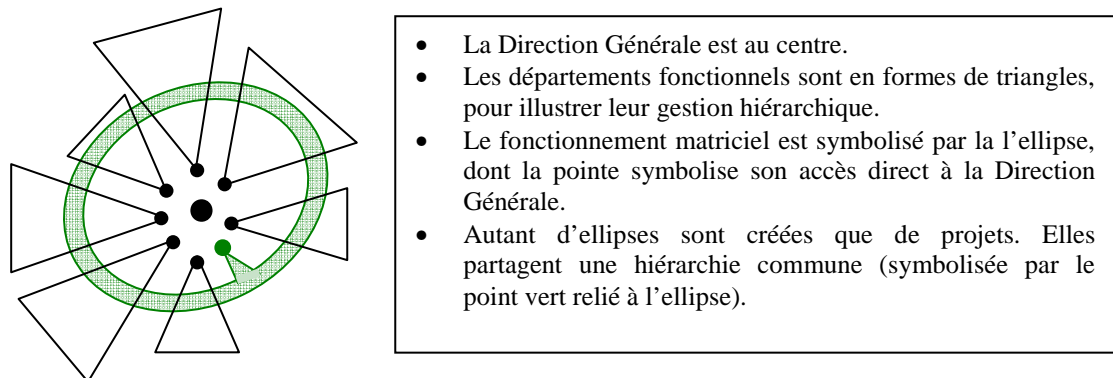 • La Direction Générale est au centre.
• Les départements fonctionnels sont en formes de triangles,
pour illustrer leur gestion hiérarchique.
• Le fonctionnement matriciel est symbolisé par la l’ellipse,
dont la pointe symbolise son accès direct à la Direction
Générale.
• Autant d’ellipses sont créées que de projets. Elles
partagent une hiérarchie commune (symbolisée par le
point vert relié à l’ellipse).